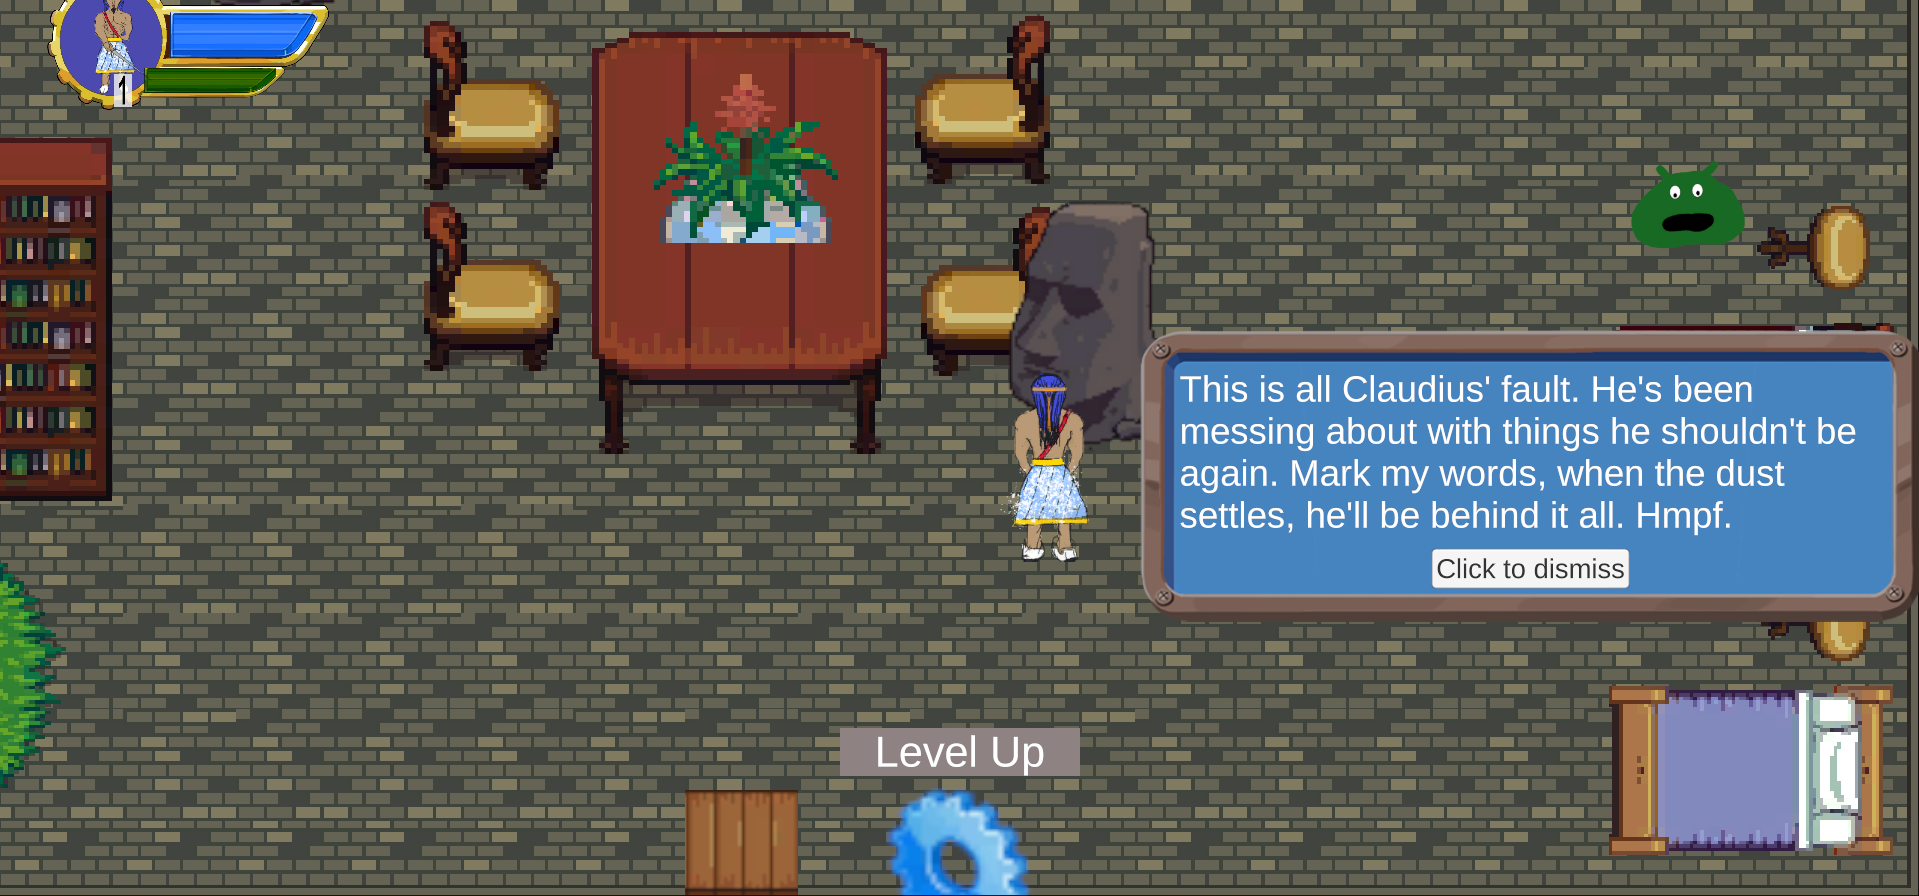 1
This is all Claudius' fault. He's been
messing about with things he shouldn't be
again. Mark my words, when the dust
settles, he'll be behind it all. Hmpf.
Click to dismiss
Level Up